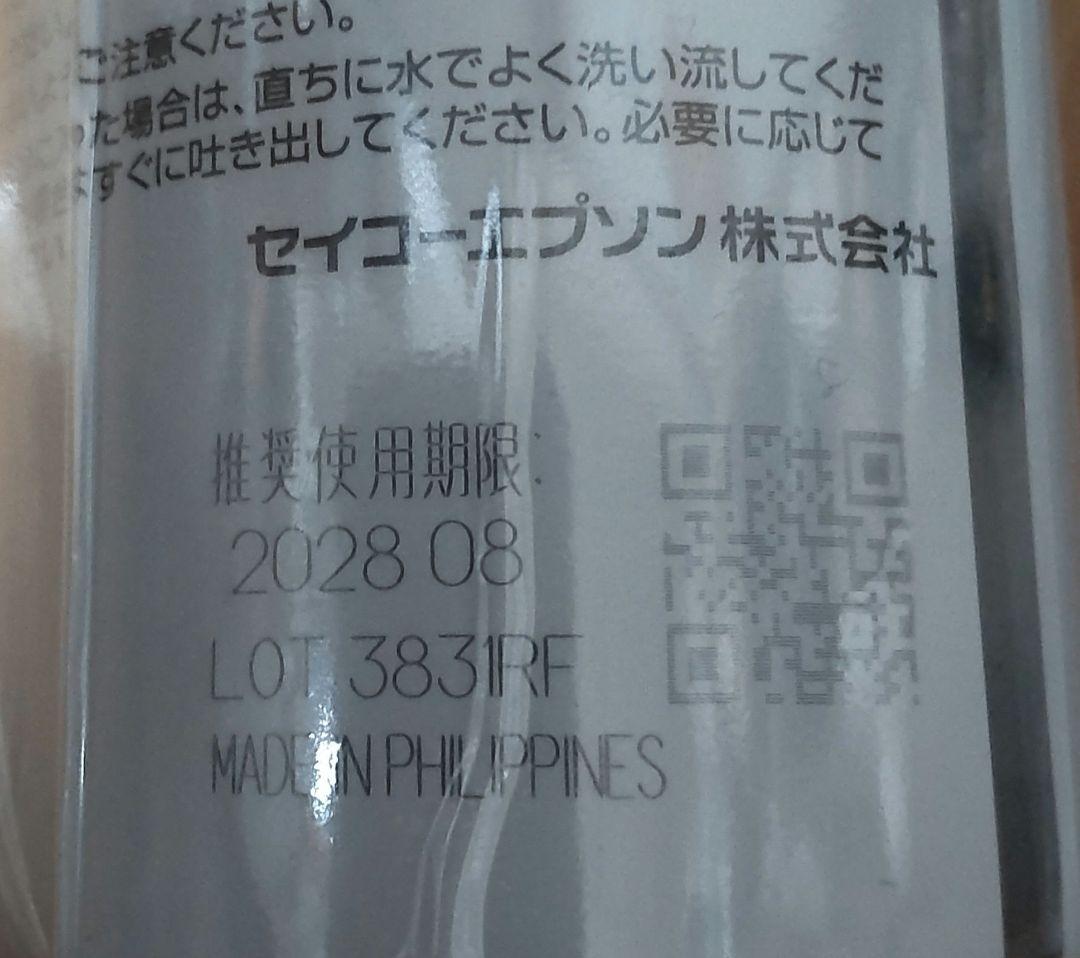 ご注意ください。
た場合は、直ちに水でよく洗い流してくだ
すぐに吐き出してください。必要に応じて
セイコーエプソン株式会社
推奨使用期限:
2028 08
LOT 3831RF
MADE IN PHILIPPINES